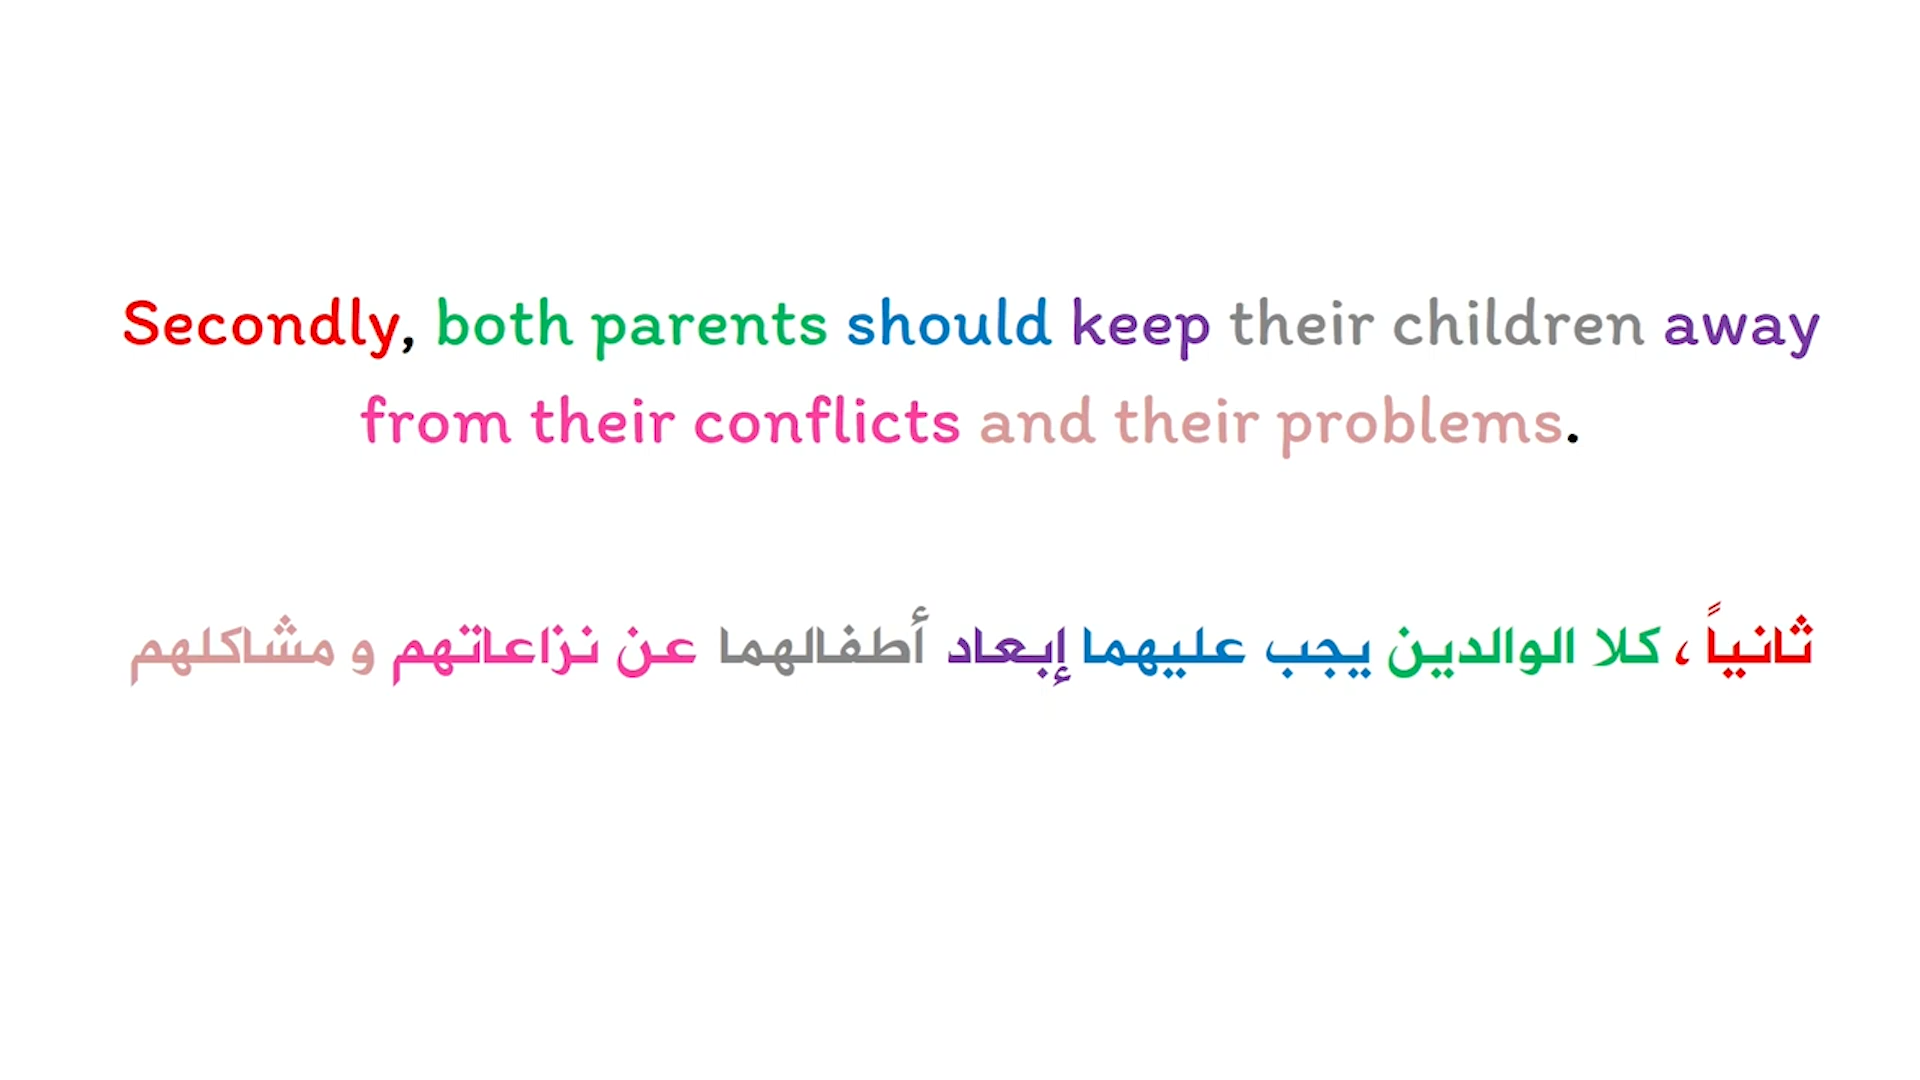 Secondly, both parents should keep their children away
from their conflicts and their problems.
ثانياً ، كلا الوالدين يجب عليهما إبعاد أطفالهما عن نزاعاتهم و مشاكلهم